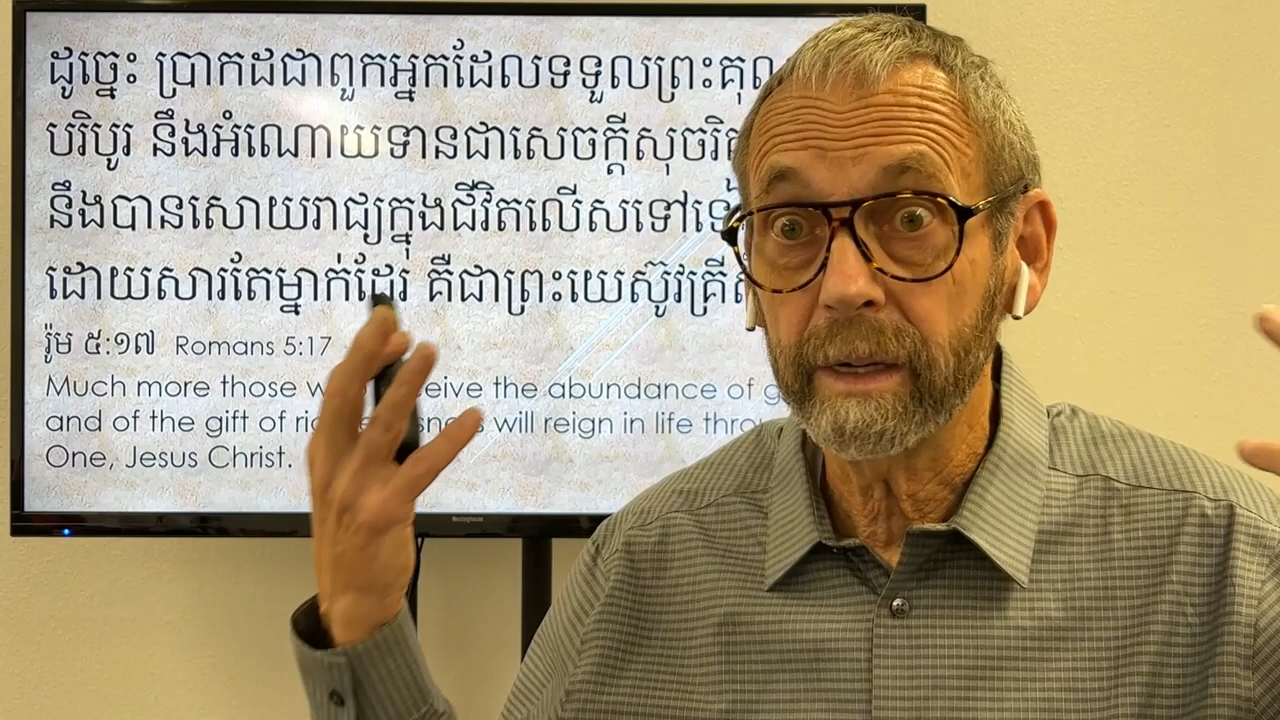 ដូច្នេះ ប្រាកដជាពួកអ្នកដែលទទួលព្រះគុណ
បរិបូរ នឹងអំណោយទានជាសេចក្ដីសុចរិត
នឹងបានសោយរាជ្យក្នុងជីវិតលើសទៅ
ដោយសារតែម្នាក់ដែរ គឺជាព្រះយេស៊ូវគ្រីស
រ៉ូម ៥:១៧ Romans 5:17
Much more those receive the abundance of
and of the gift of will reign in life
One, Jesus Christ.
Westinghouse